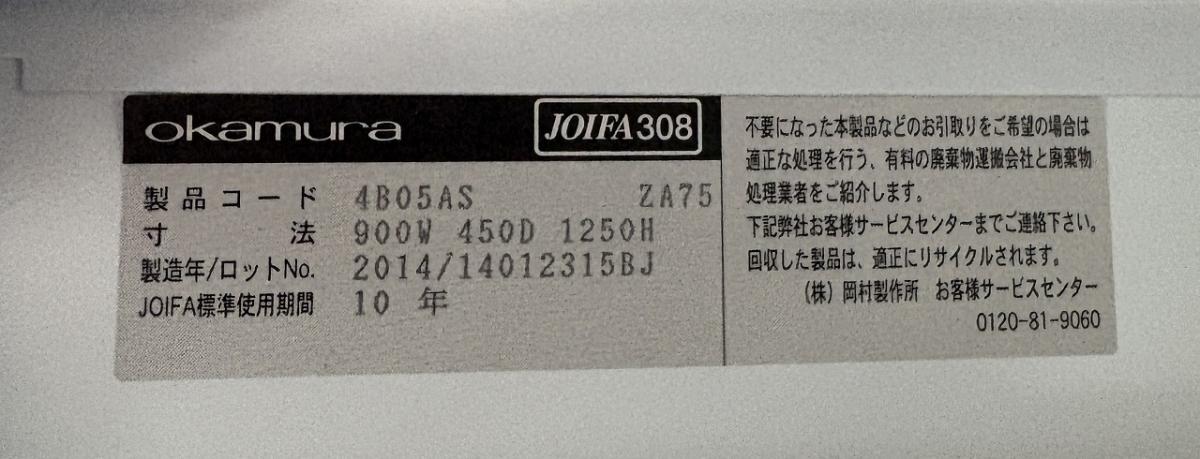 okamura JOIFA308
製品コード 4B05AS ZA75
寸法 900W 450D 1250H
製造年/ロットNo. 2014/14012315BJ
JOIFA標準使用期間 10 年
不要になった本製品などのお引取りをご希望の場合は
適正な処理を行う、有料の廃棄物運搬会社と廃棄物
処理業者をご紹介します。
下記弊社お客様サービスセンターまでご連絡下さい。
回収した製品は、適正にリサイクルされます。
（株）岡村製作所 お客様サービスセンター
0120-81-9060